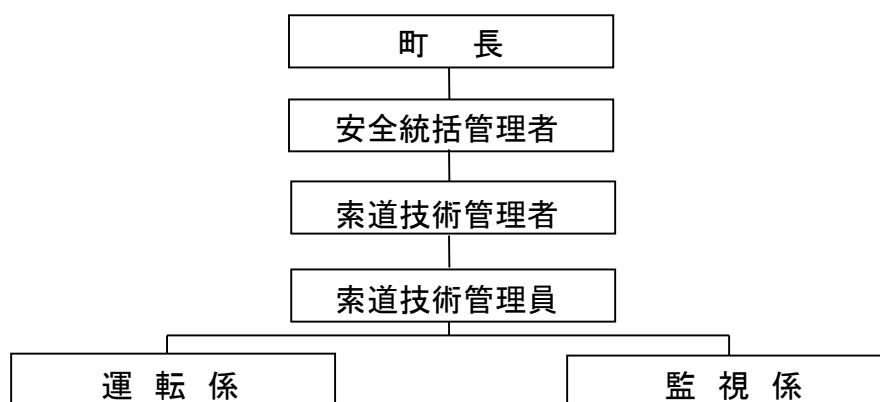 町　長
安全統括管理者
索道技術管理者
索道技術管理員
運 転 係
監 視 係